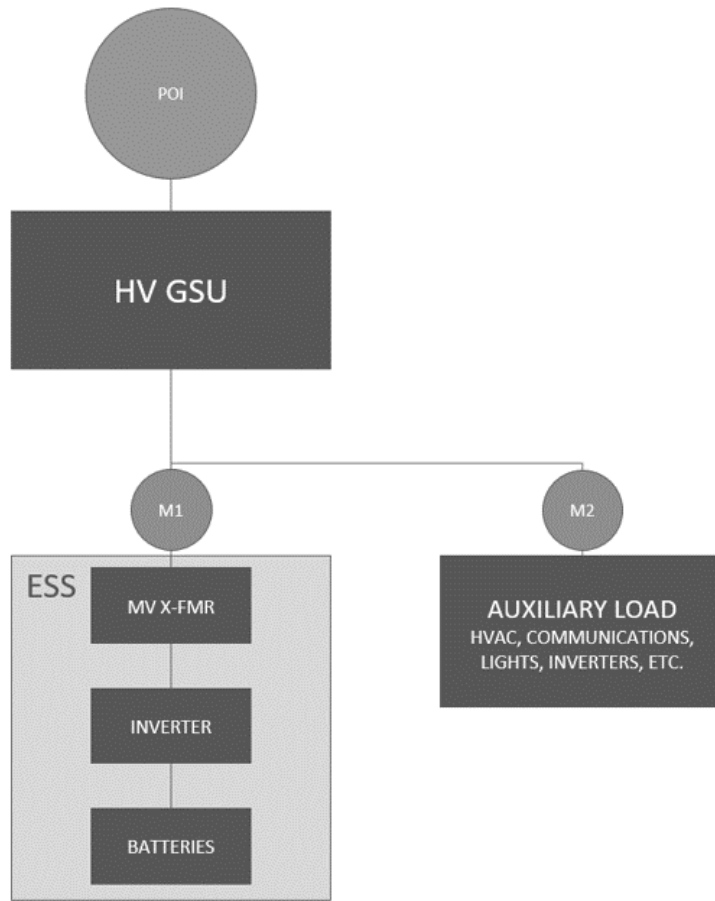 POI
HV GSU
M1
M2
ESS
MV X-FMR
INVERTER
BATTERIES
AUXILIARY LOAD
HVAC, COMMUNICATIONS,
LIGHTS, INVERTERS, ETC.